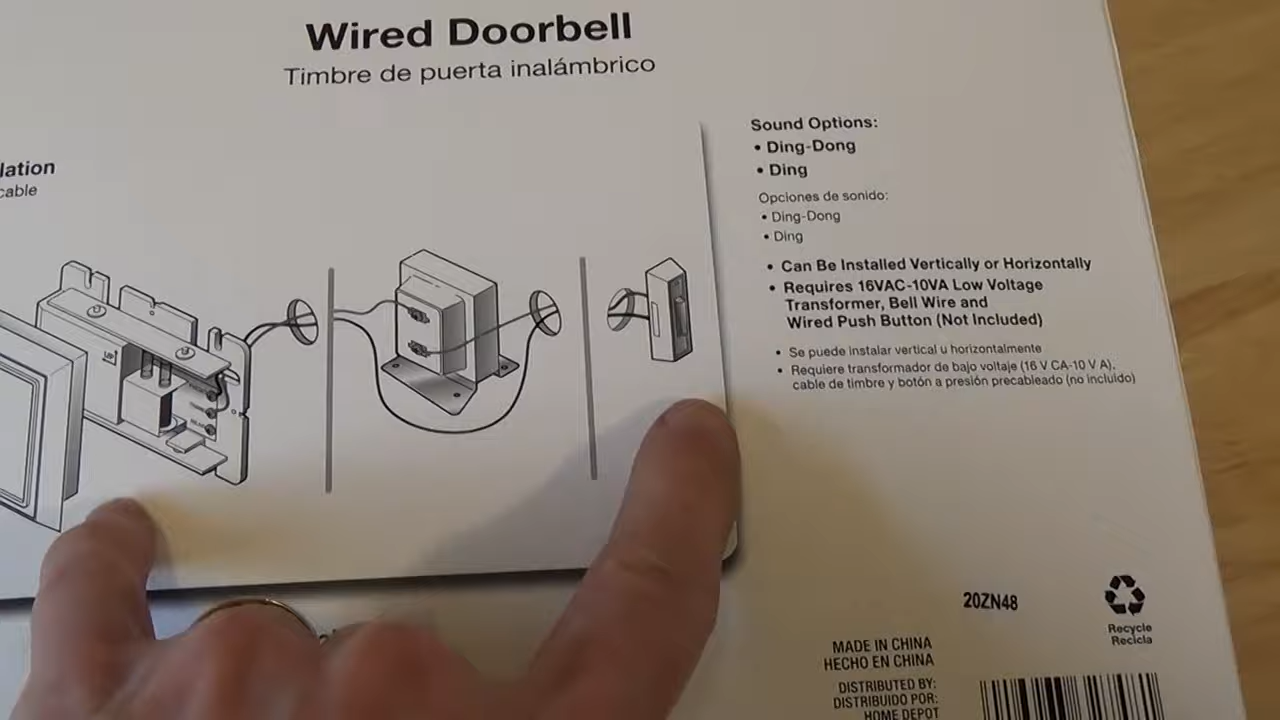 Wired Doorbell
Timbre de puerta inalámbrico
lation
cable
Sound Options:
• Ding-Dong
• Ding
Opciones de sonido:
• Ding-Dong
• Ding
• Can Be Installed Vertically or Horizontally
• Requires 16VAC-10VA Low Voltage
Transformer, Bell Wire and
Wired Push Button (Not Included)
• Se puede instalar vertical u horizontalmente
• Requiere transformador de bajo voltaje (16 V CA-10 V A),
cable de timbre y botón a presión precableado (no incluido)
UP
20ZN48
Recycle
Recicla
MADE IN CHINA
HECHO EN CHINA
DISTRIBUTED BY:
DISTRIBUIDO POR:
HOME DEPOT